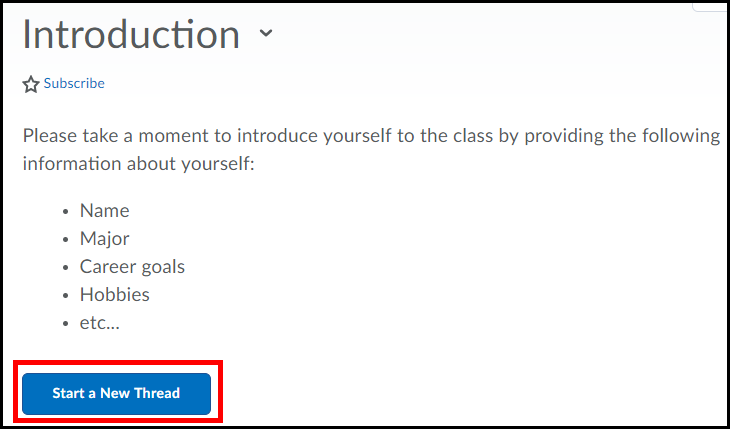 Introduction
Subscribe
Please take a moment to introduce yourself to the class by providing the following
information about yourself:
• Name
• Major
• Career goals
• Hobbies
• etc...
Start a New Thread